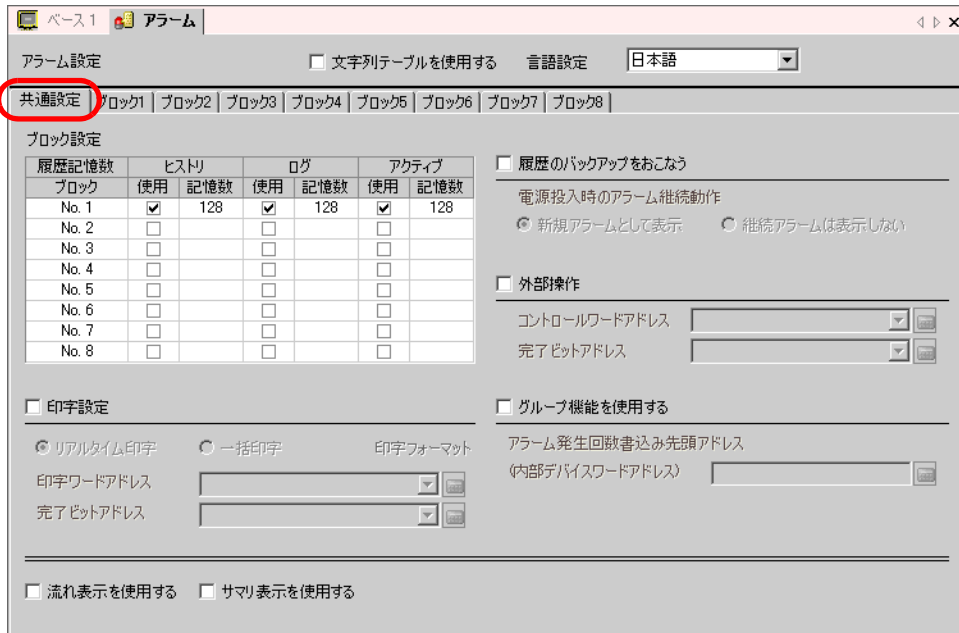 ベース1 アラーム
アラーム設定 文字列テーブルを使用する 言語設定 日本語
共通設定 ブロック1 ブロック2 ブロック3 ブロック4 ブロック5 ブロック6 ブロック7 ブロック8
ブロック設定
履歴記憶数 ヒストリ ログ アクティブ
ブロック 使用 記憶数 使用 記憶数 使用 記憶数
No. 1 128 128 128
No. 2
No. 3
No. 4
No. 5
No. 6
No. 7
No. 8
履歴のバックアップをおこなう
電源投入時のアラーム継続動作
新規アラームとして表示 継続アラームは表示しない
外部操作
コントロールワードアドレス
完了ビットアドレス
印字設定
リアルタイム印字 一括印字 印字フォーマット
印字ワードアドレス
完了ビットアドレス
グループ機能を使用する
アラーム発生回数書込み先頭アドレス
(内部デバイスワードアドレス)
流れ表示を使用する サマリ表示を使用する